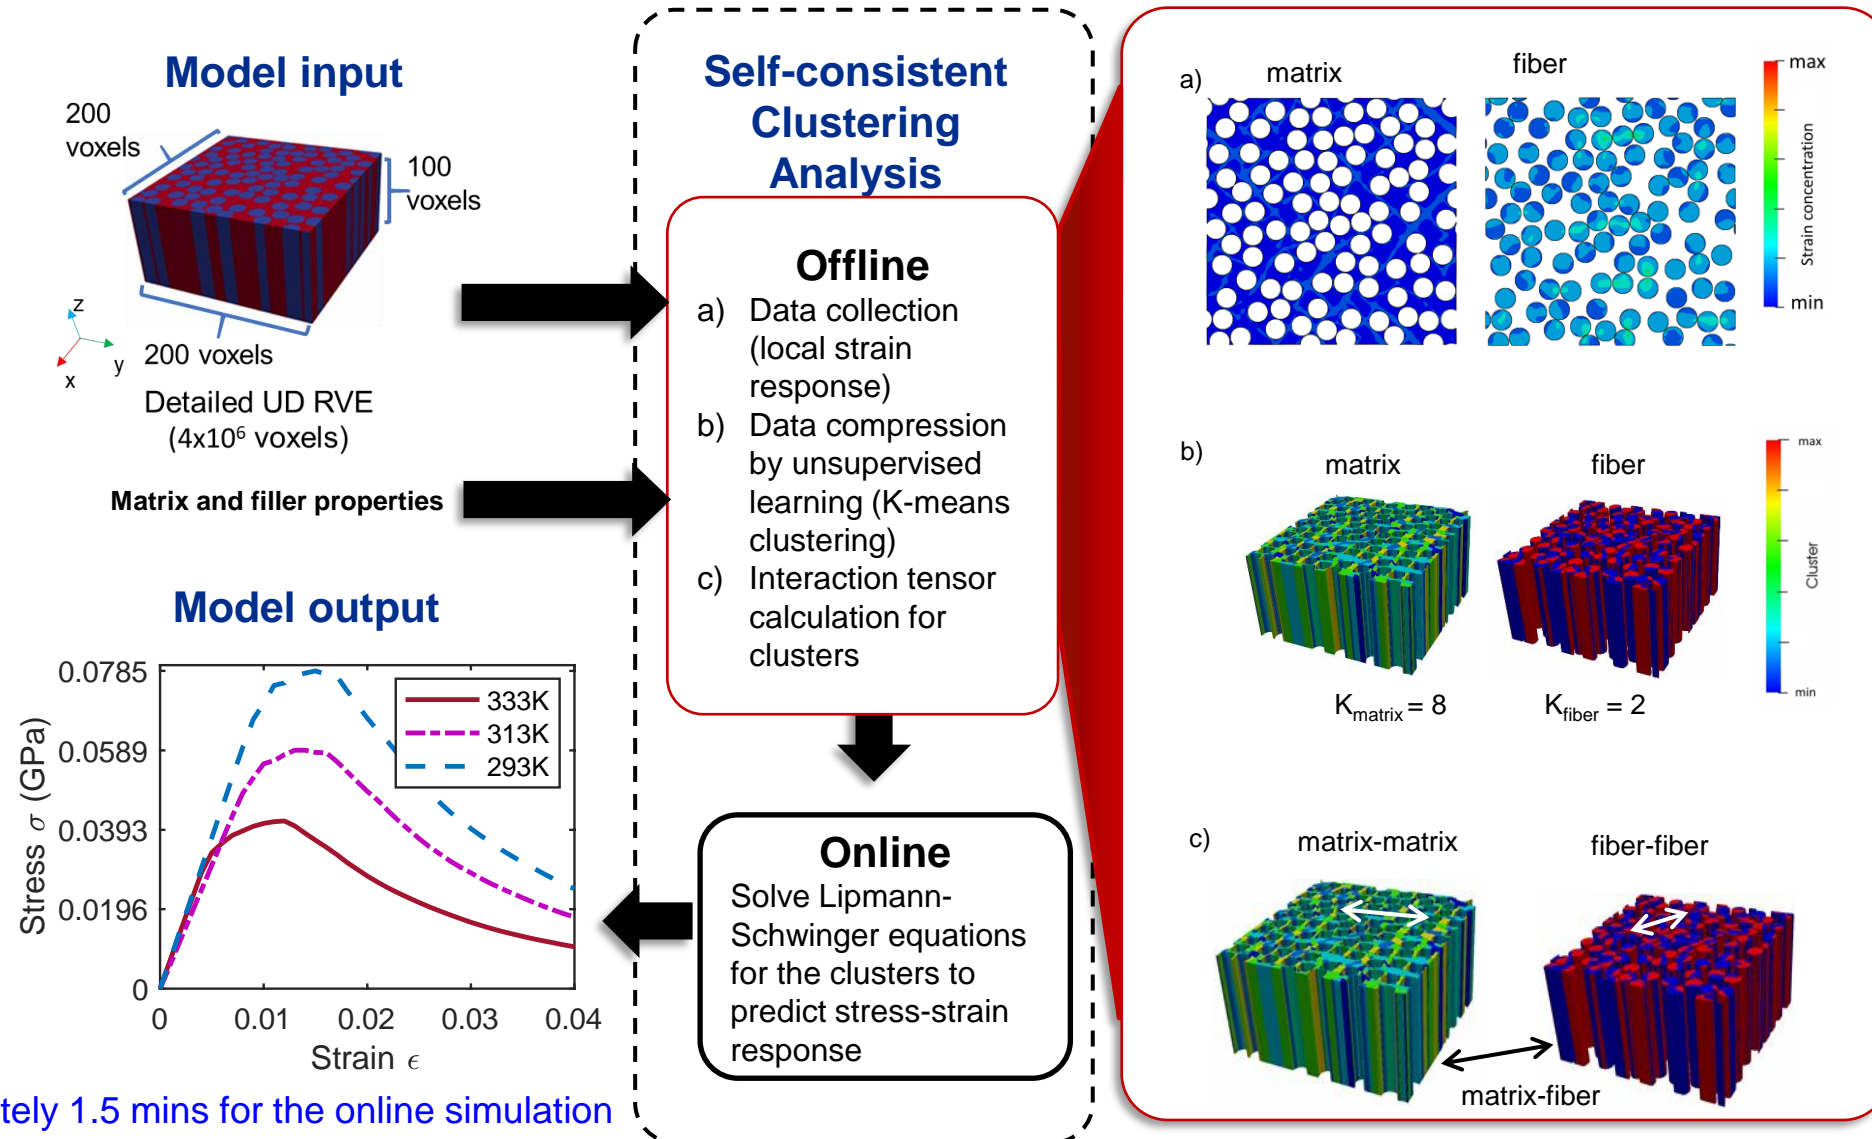 Model input
200
voxels
100
voxels
z
y
x
200 voxels
Detailed UD RVE
(4x10⁶ voxels)
Matrix and filler properties
Model output
0.0785
0.0589
0.0393
0.0196
0
0
0.01
0.02
0.03
0.04
Stress σ (GPa)
Strain ϵ
333K
313K
293K
tely 1.5 mins for the online simulation
Self-consistent
Clustering
Analysis
Offline
a) Data collection
(local strain
response)
b) Data compression
by unsupervised
learning (K-means
clustering)
c) Interaction tensor
calculation for
clusters
Online
Solve Lipmann-
Schwinger equations
for the clusters to
predict stress-strain
response
a)
matrix
fiber
max
Strain concentration
min
b)
matrix
fiber
max
Cluster
min
Kmatrix = 8
Kfiber = 2
c)
matrix-matrix
fiber-fiber
matrix-fiber